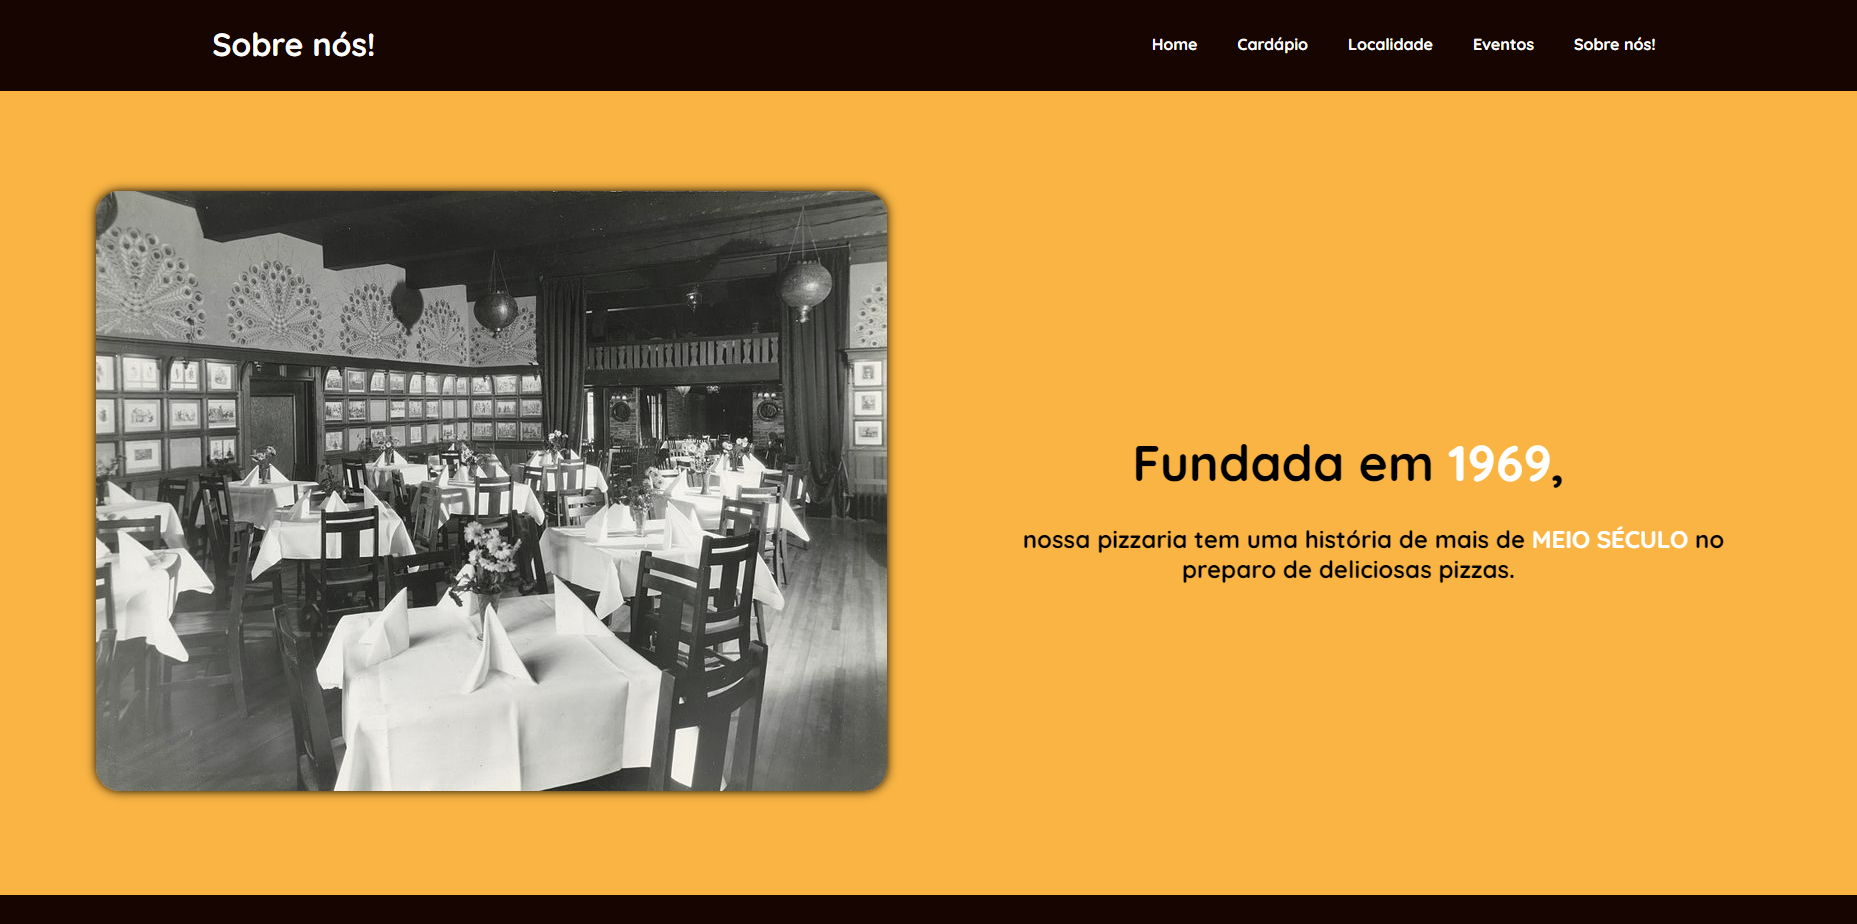 Sobre nós!
Home
Cardápio
Localidade
Eventos
Sobre nós!
Fundada em 1969,
nossa pizzaria tem uma história de mais de MEIO SÉCULO no
preparo de deliciosas pizzas.